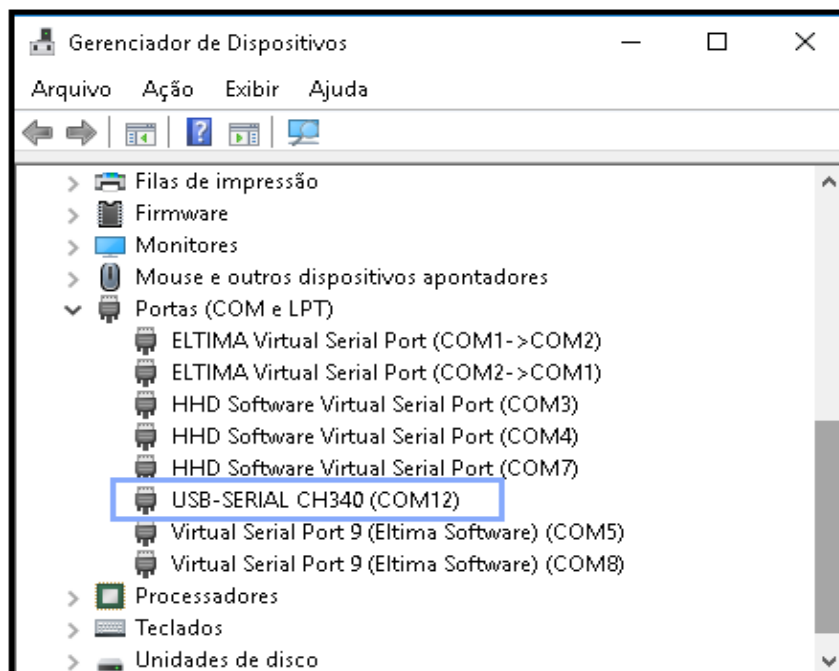 Gerenciador de Dispositivos
Arquivo Ação Exibir Ajuda
Filas de impressão
Firmware
Monitores
Mouse e outros dispositivos apontadores
Portas (COM e LPT)
ELTIMA Virtual Serial Port (COM1->COM2)
ELTIMA Virtual Serial Port (COM2->COM1)
HHD Software Virtual Serial Port (COM3)
HHD Software Virtual Serial Port (COM4)
HHD Software Virtual Serial Port (COM7)
USB-SERIAL CH340 (COM12)
Virtual Serial Port 9 (Eltima Software) (COM5)
Virtual Serial Port 9 (Eltima Software) (COM8)
Processadores
Teclados
Unidades de disco